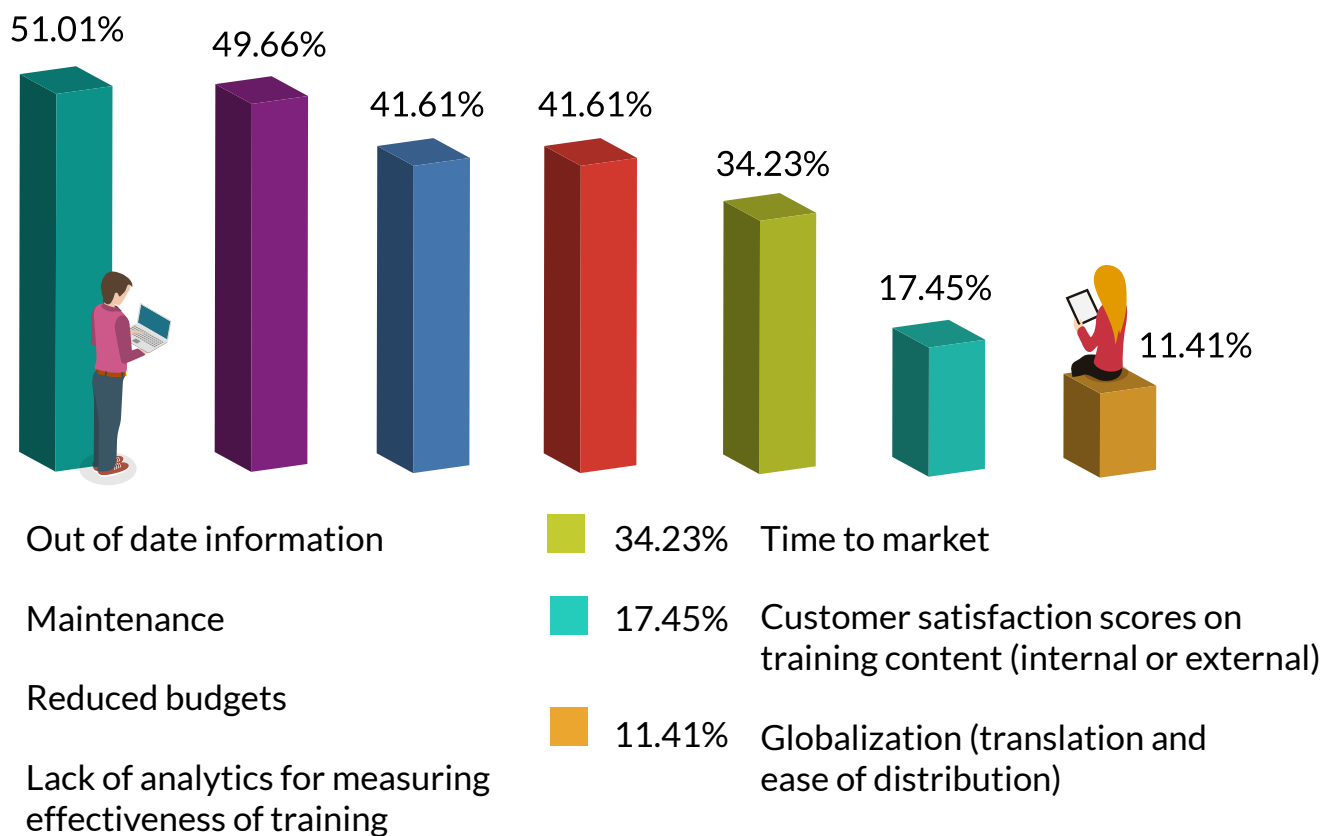 51.01%
49.66%
41.61%
41.61%
34.23%
17.45%
11.41%
Out of date information
Maintenance
Reduced budgets
Lack of analytics for measuring
effectiveness of training
34.23% Time to market
17.45% Customer satisfaction scores on
training content (internal or external)
11.41% Globalization (translation and
ease of distribution)